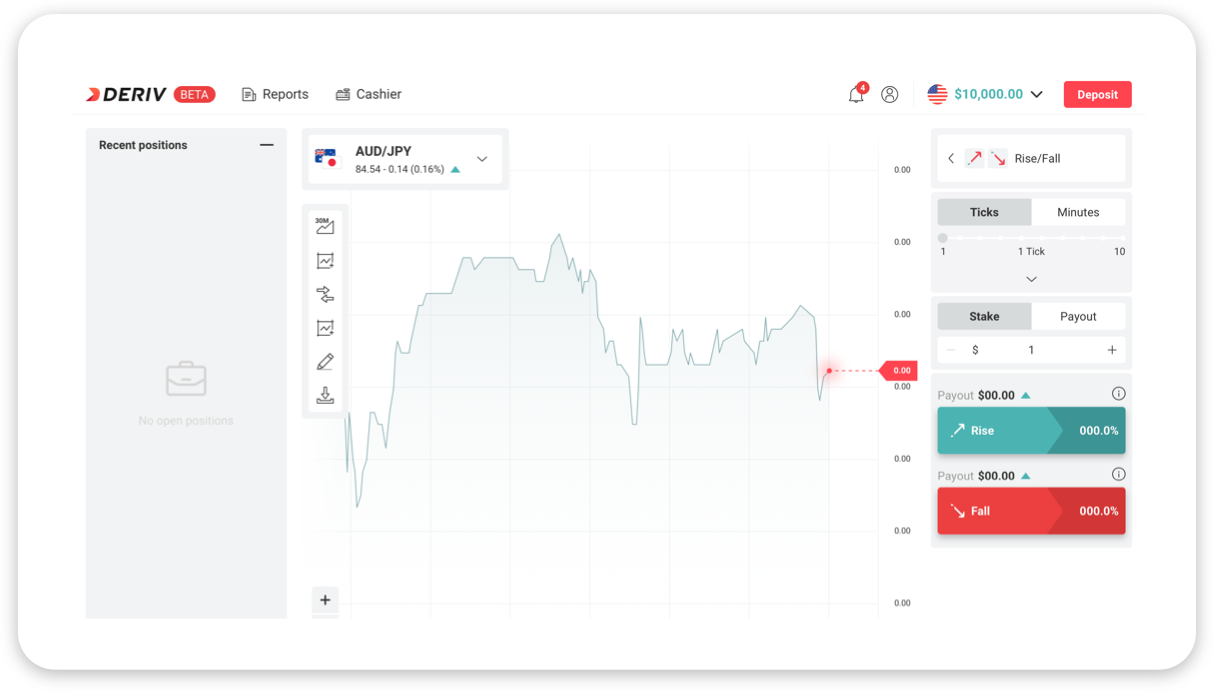 DERIV BETA Reports Cashier 4 $10,000.00 Deposit
Recent positions
No open positions
AUD/JPY
84.54 - 0.14 (0.16%)
30M
0.00
0.00
0.00
0.00
0.00
0.00
0.00
0.00
Rise/Fall
Ticks Minutes
1 1 Tick 10
Stake Payout
$ 1
Payout $00.00
Rise 000.0%
Payout $00.00
Fall 000.0%